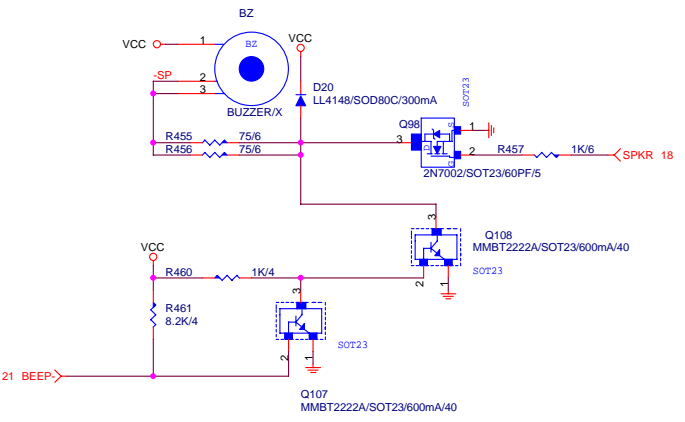 BZ
VCC
1
BZ
VCC
-SP
2
3
D20
LL4148/SOD80C/300mA
BUZZER/X
SOT23
Q98
S
1
R455
75/6
3
D
R456
75/6
G
2
R457
1K/6
SPKR 18
2N7002/SOT23/60PF/5
3
Q108
MMBT2222A/SOT23/600mA/40
VCC
SOT23
R460
1K/4
2
1
3
R461
8.2K/4
SOT23
2
1
21 BEEP-
Q107
MMBT2222A/SOT23/600mA/40